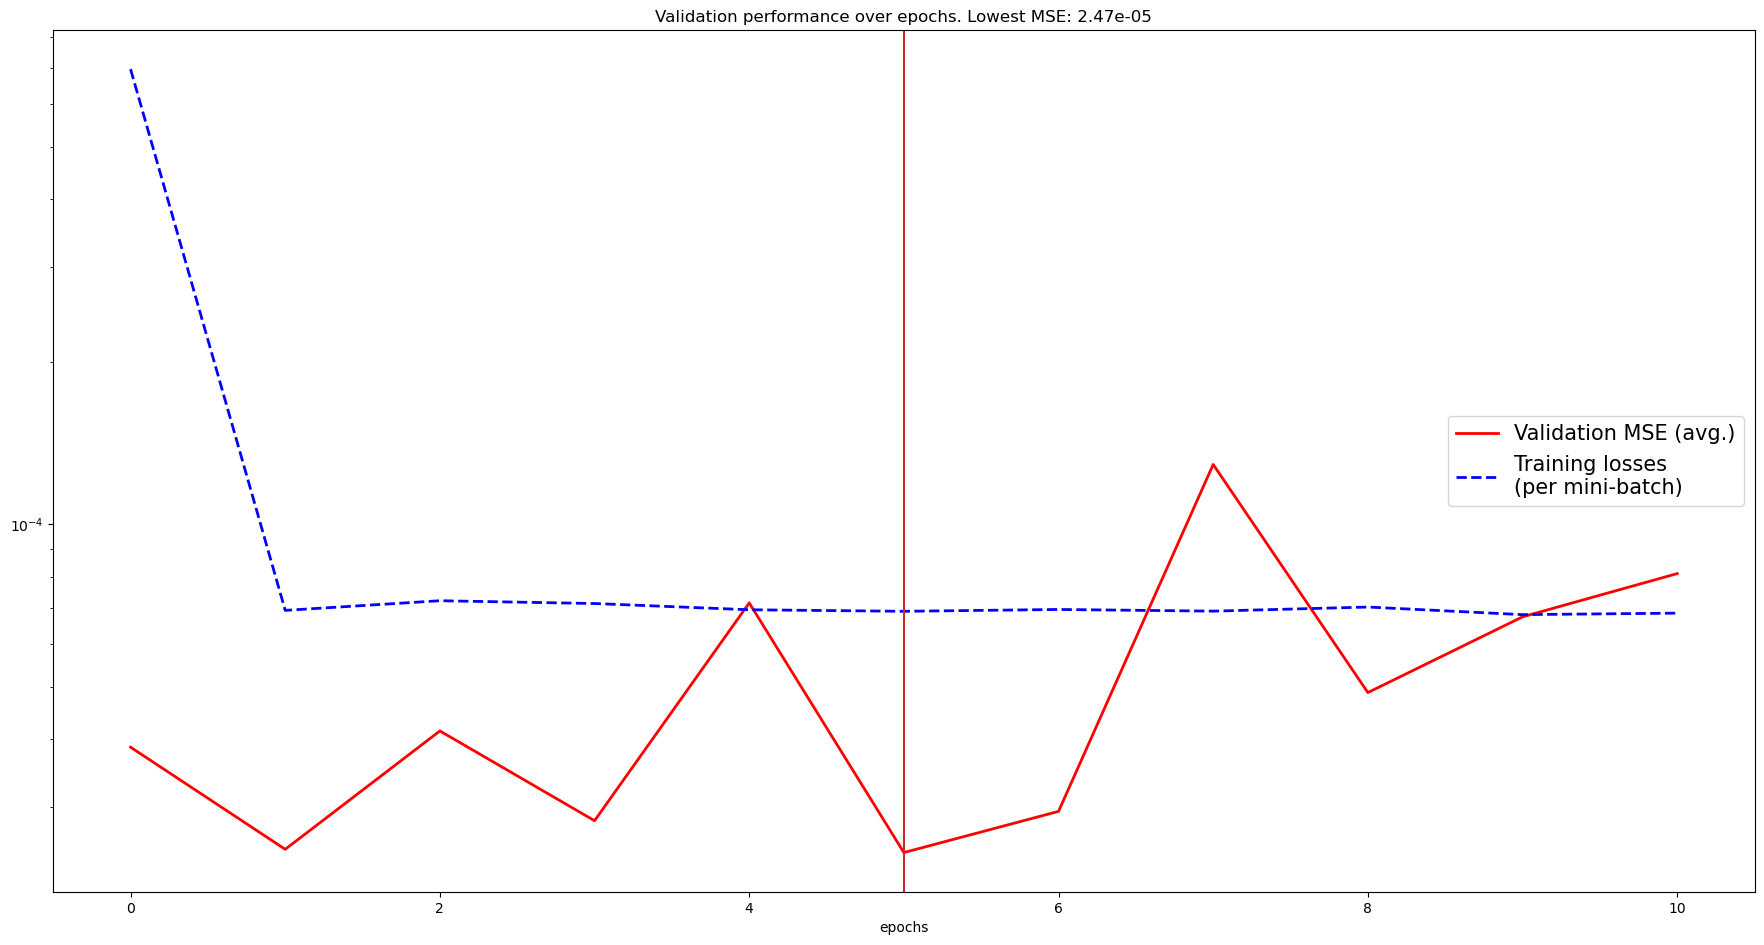 Validation performance over epochs. Lowest MSE: 2.47e-05
Validation MSE (avg.)
Training losses
(per mini-batch)
10⁻⁴
0 2 4 6 8 10
epochs